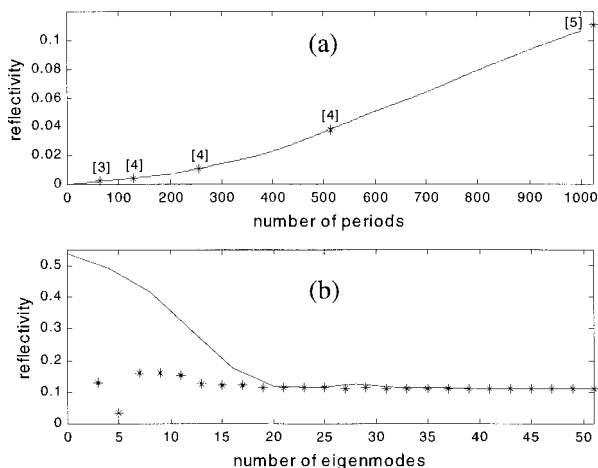 (a)
reflectivity
0.1
0.08
0.06
0.04
0.02
0
[3]
[4]
[4]
[4]
[5]
0 100 200 300 400 500 600 700 800 900 1000
number of periods
(b)
reflectivity
0.5
0.4
0.3
0.2
0.1
0
0 5 10 15 20 25 30 35 40 45 50
number of eigenmodes